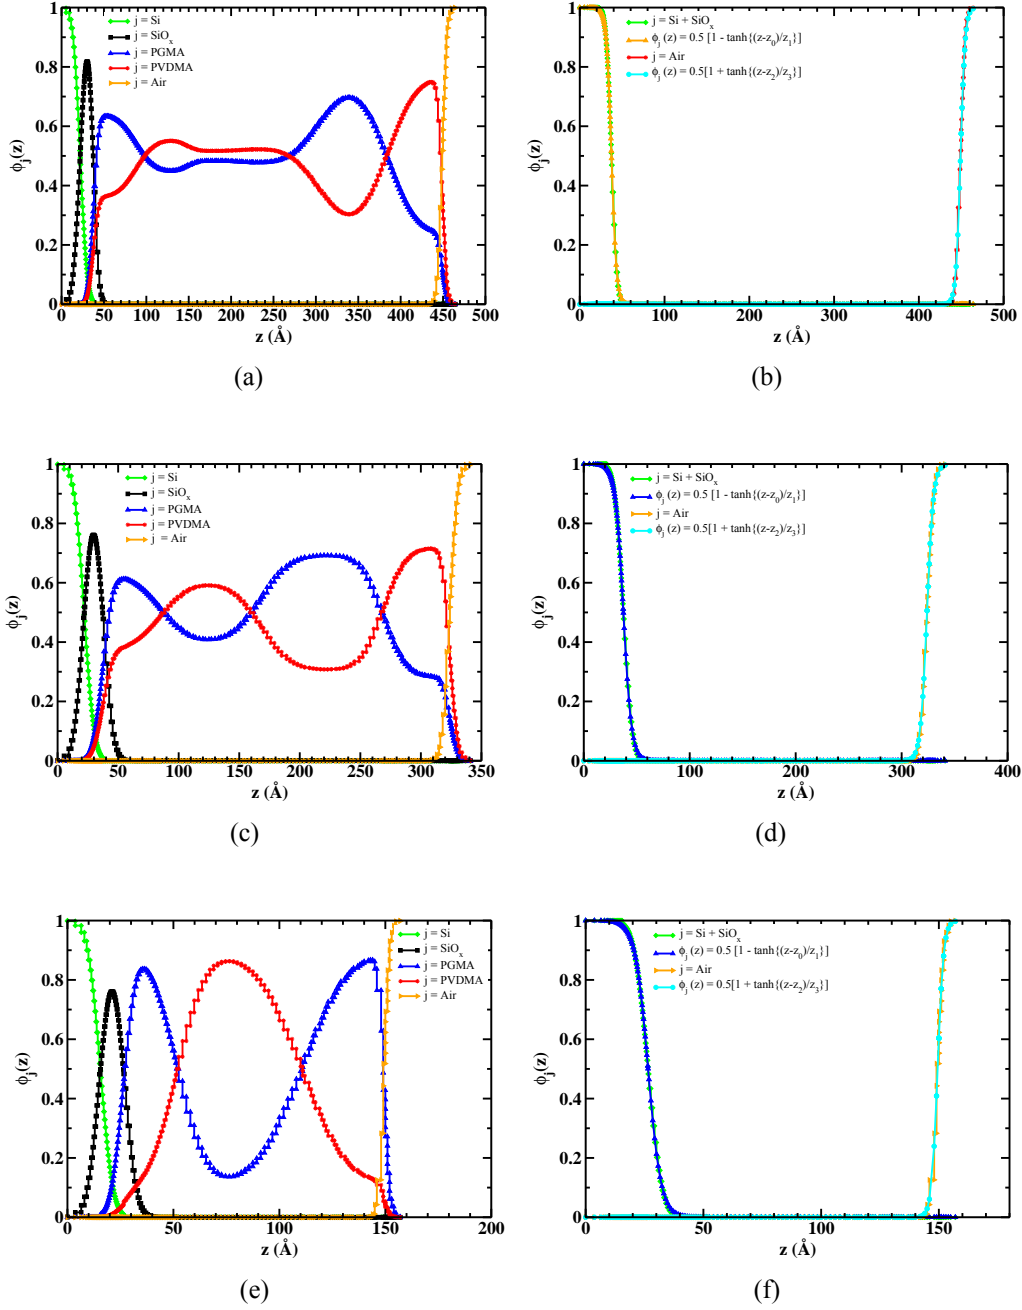 1
0.8
0.6
0.4
0.2
0
ϕj(z)
j = Si
j = SiOx
j = PGMA
j = PVDMA
j = Air
0 50 100 150 200 250 300 350 400 450 500
z (Å)
(a)
1
0.8
0.6
0.4
0.2
0
ϕj(z)
j = Si + SiOx
ϕj (z) = 0.5 [1 - tanh{(z-z0)/z1}]
j = Air
ϕj (z) = 0.5[1 + tanh{(z-z2)/z3}]
0 100 200 300 400 500
z (Å)
(b)
1
0.8
0.6
0.4
0.2
0
ϕj(z)
j = Si
j = SiOx
j = PGMA
j = PVDMA
j = Air
0 50 100 150 200 250 300 350
z (Å)
(c)
1
0.8
0.6
0.4
0.2
0
ϕj(z)
j = Si + SiOx
ϕj (z) = 0.5 [1 - tanh{(z-z0)/z1}]
j = Air
ϕj (z) = 0.5[1 + tanh{(z-z2)/z3}]
0 100 200 300 400
z (Å)
(d)
1
0.8
0.6
0.4
0.2
0
ϕj(z)
j = Si
j = SiOx
j = PGMA
j = PVDMA
j = Air
0 50 100 150 200
z (Å)
(e)
1
0.8
0.6
0.4
0.2
0
ϕj(z)
j = Si + SiOx
ϕj (z) = 0.5 [1 - tanh{(z-z0)/z1}]
j = Air
ϕj (z) = 0.5[1 + tanh{(z-z2)/z3}]
0 50 100 150
z (Å)
(f)